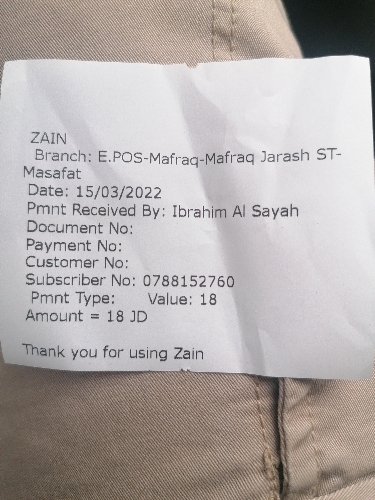 ZAIN
Branch: E.POS-Mafraq-Mafraq Jarash ST-
Masafat
Date: 15/03/2022
Pmnt Received By: Ibrahim Al Sayah
Document No:
Payment No:
Customer No:
Subscriber No: 0788152760
Pmnt Type: Value: 18
Amount = 18 JD
Thank you for using Zain